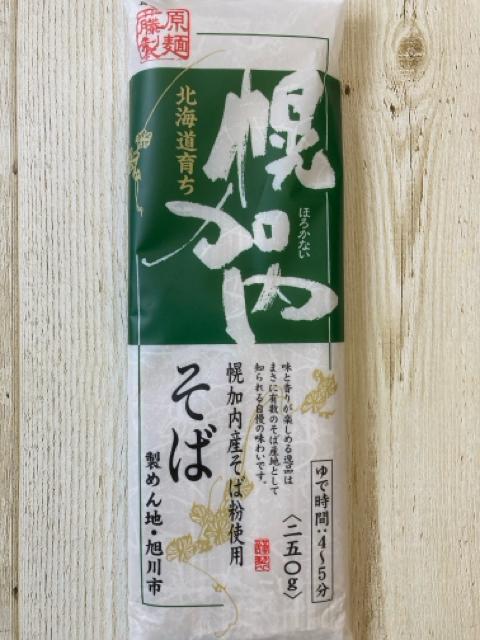 藤原製麺
北海道育ち
幌加内
ほろかない
味と香りが楽しめる逸品は
まさに有数のそば産地として
知られる自慢の味わいです。
幌加内産そば粉使用
そば
製めん地・旭川市
ゆで時間:4〜5分
〈二五〇g〉